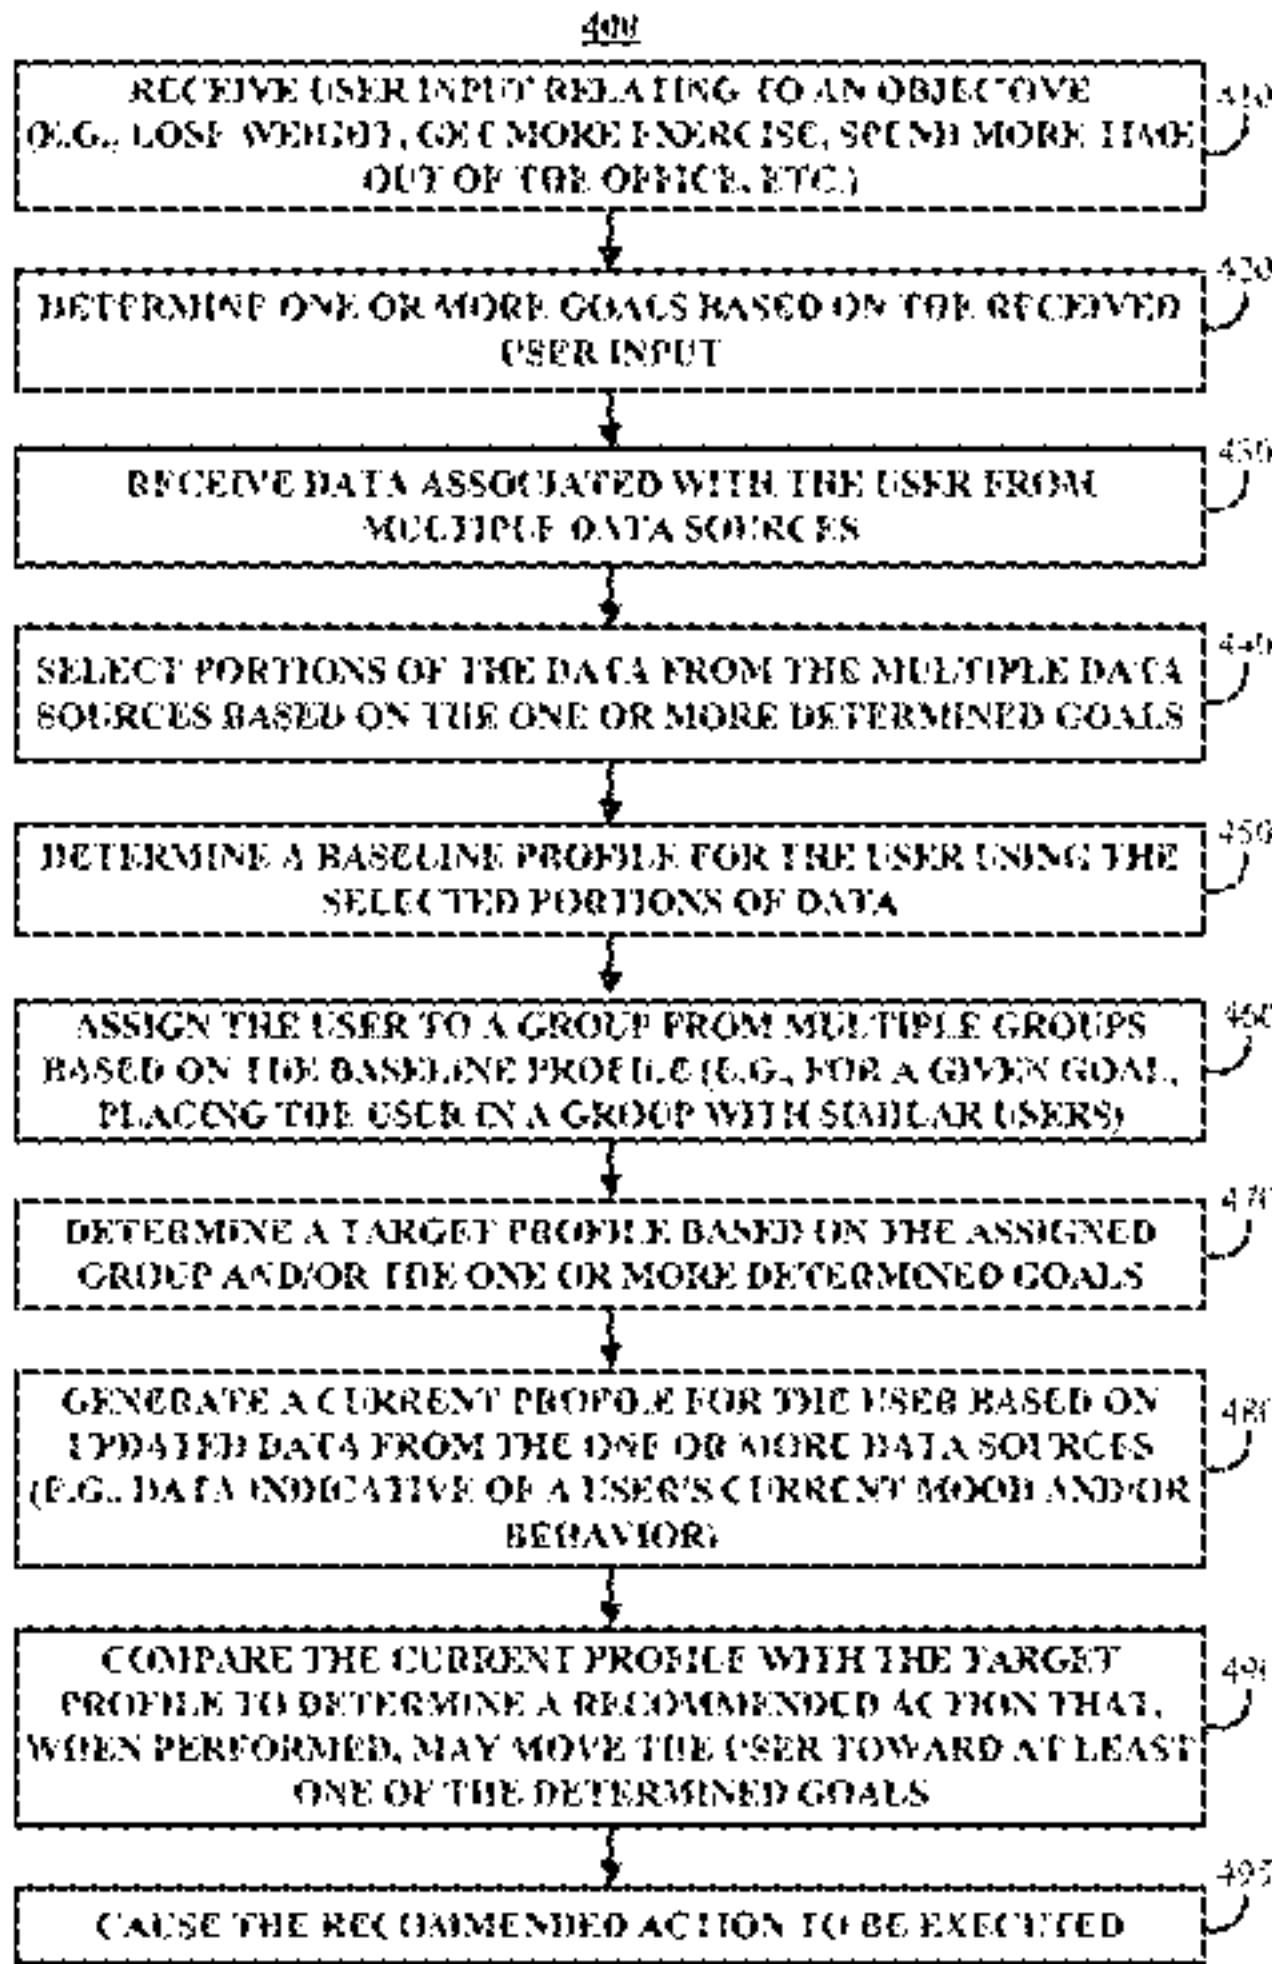 400
RECEIVE USER INPUT RELATING TO AN OBJECTIVE
410
(E.G., LOSE WEIGHT, GET MORE EXERCISE, SPEND MORE TIME
OUT OF THE OFFICE, ETC.)
420
DETERMINE ONE OR MORE GOALS BASED ON THE RECEIVED
USER INPUT
430
RECEIVE DATA ASSOCIATED WITH THE USER FROM
MULTIPLE DATA SOURCES
440
SELECT PORTIONS OF THE DATA FROM THE MULTIPLE DATA
SOURCES BASED ON THE ONE OR MORE DETERMINED GOALS
450
DETERMINE A BASELINE PROFILE FOR THE USER USING THE
SELECTED PORTIONS OF DATA
460
ASSIGN THE USER TO A GROUP FROM MULTIPLE GROUPS
BASED ON THE BASELINE PROFILE (E.G., FOR A GIVEN GOAL,
PLACING THE USER IN A GROUP WITH SIMILAR USERS)
470
DETERMINE A TARGET PROFILE BASED ON THE ASSIGNED
GROUP AND/OR THE ONE OR MORE DETERMINED GOALS
480
GENERATE A CURRENT PROFILE FOR THE USER BASED ON
UPDATED DATA FROM THE ONE OR MORE DATA SOURCES
(E.G., DATA INDICATIVE OF A USER'S CURRENT MOOD AND/OR
BEHAVIOR)
490
COMPARE THE CURRENT PROFILE WITH THE TARGET
PROFILE TO DETERMINE A RECOMMENDED ACTION THAT,
WHEN PERFORMED, MAY MOVE THE USER TOWARD AT LEAST
ONE OF THE DETERMINED GOALS
495
CAUSE THE RECOMMENDED ACTION TO BE EXECUTED